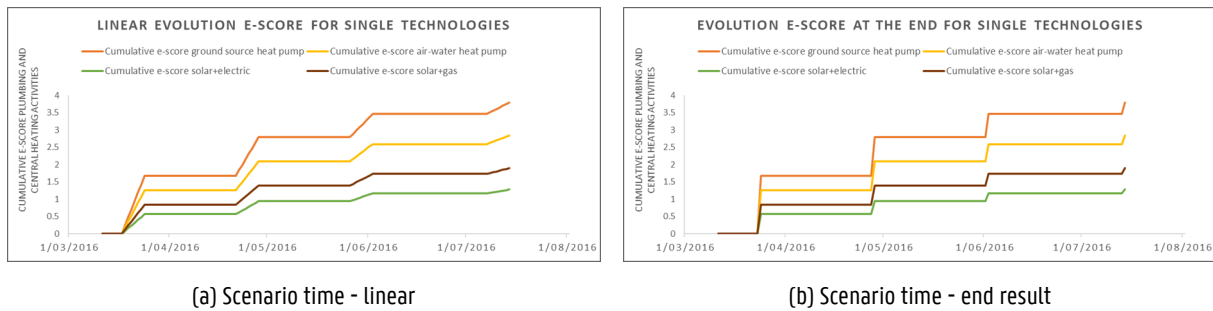 LINEAR EVOLUTION E-SCORE FOR SINGLE TECHNOLOGIES
CUMULATIVE E-SCORE PLUMBING AND
CENTRAL HEATING ACTIVITIES
Cumulative e-score ground source heat pump
Cumulative e-score air-water heat pump
Cumulative e-score solar+electric
Cumulative e-score solar+gas
4
3.5
3
2.5
2
1.5
1
0.5
0
1/03/2016 1/04/2016 1/05/2016 1/06/2016 1/07/2016 1/08/2016
(a) Scenario time - linear
EVOLUTION E-SCORE AT THE END FOR SINGLE TECHNOLOGIES
CUMULATIVE E-SCORE PLUMBING AND
CENTRAL HEATING ACTIVITIES
Cumulative e-score ground source heat pump
Cumulative e-score air-water heat pump
Cumulative e-score solar+electric
Cumulative e-score solar+gas
4
3.5
3
2.5
2
1.5
1
0.5
0
1/03/2016 1/04/2016 1/05/2016 1/06/2016 1/07/2016 1/08/2016
(b) Scenario time - end result